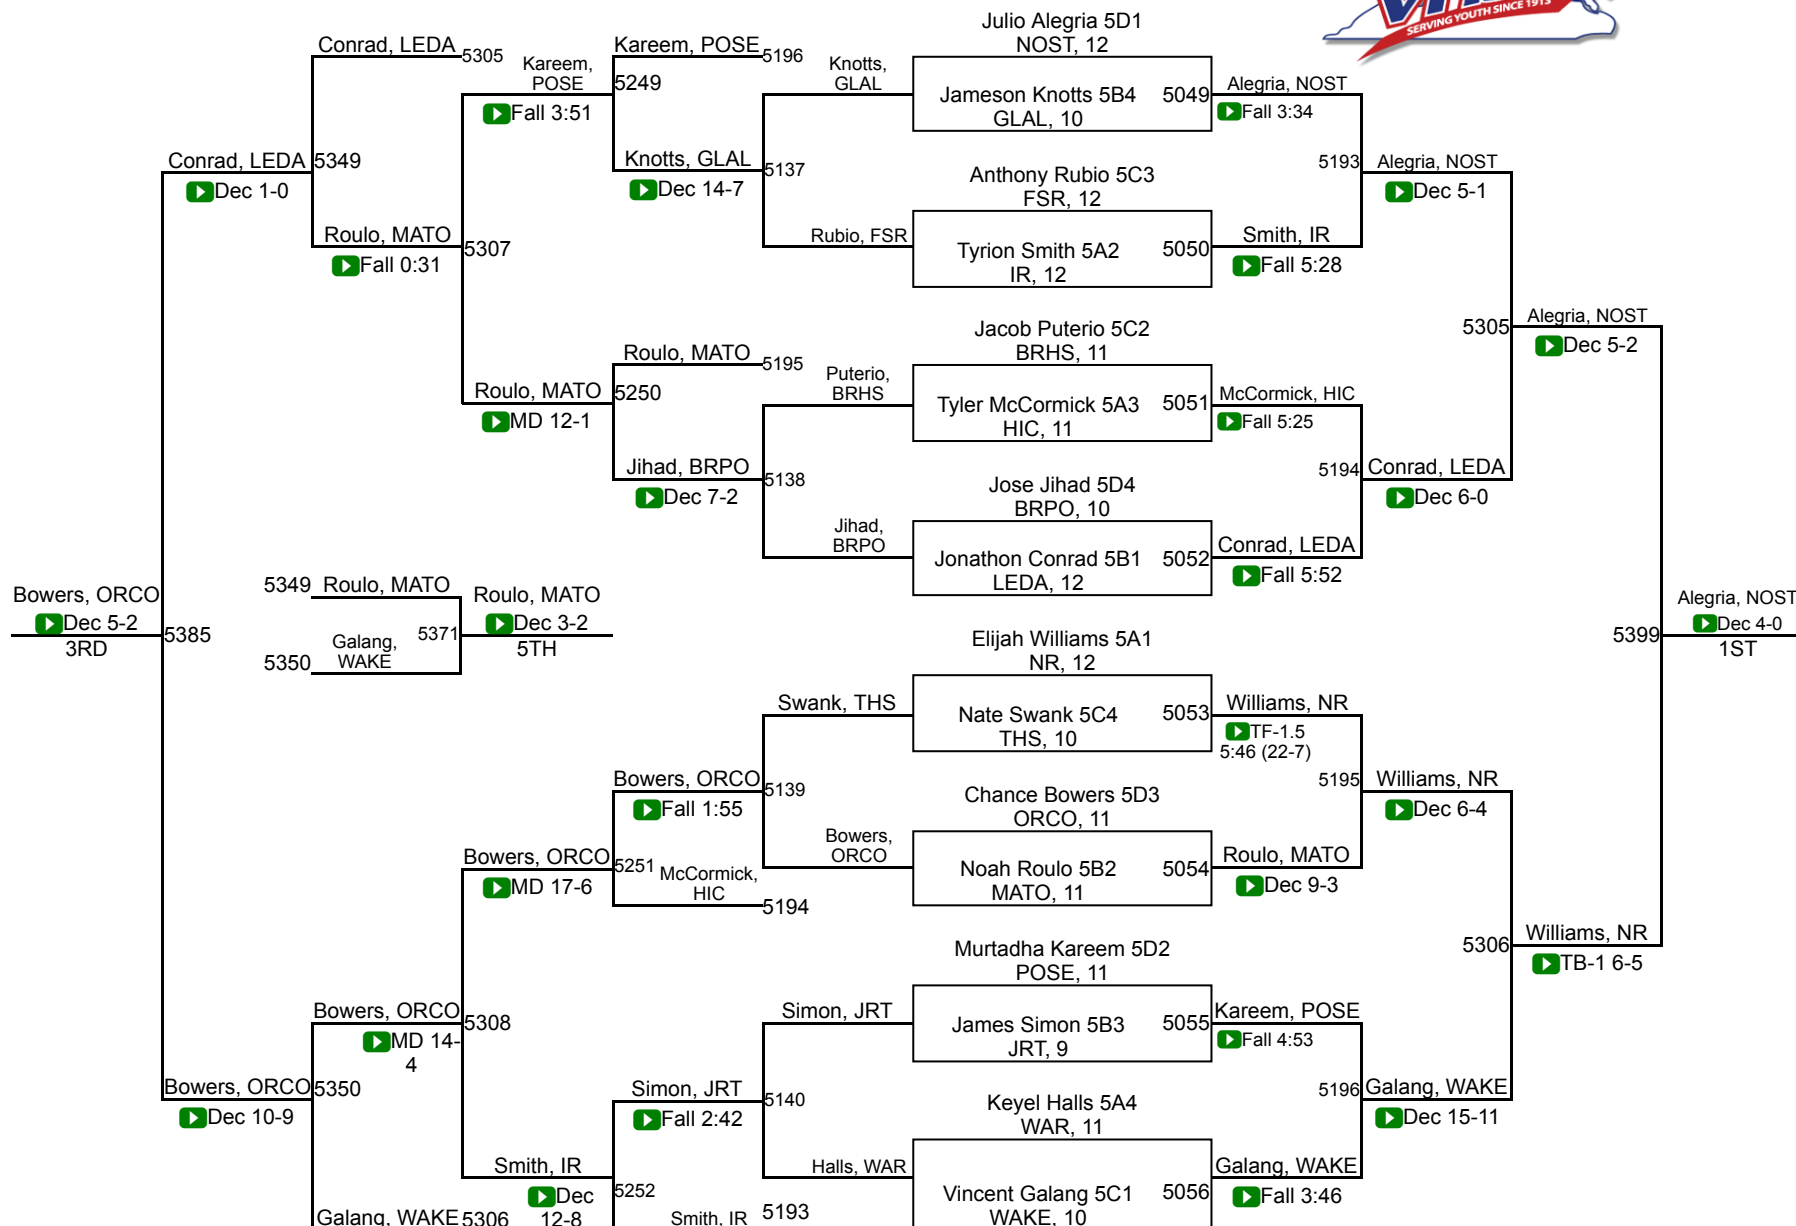 SERVING YOUTH SINCE 1913
Julio Alegria 5D1
NOST, 12
Conrad, LEDA
5305
Kareem,
POSE
Fall 3:51
Kareem, POSE
5196
5249
Knotts,
GLAL
Jameson Knotts 5B4
GLAL, 10
5049
Alegria, NOST
Fall 3:34
Conrad, LEDA
5349
Dec 1-0
Knotts, GLAL
5137
Dec 14-7
Anthony Rubio 5C3
FSR, 12
5193
Alegria, NOST
Dec 5-1
Roulo, MATO
5307
Fall 0:31
Rubio, FSR
Tyrion Smith 5A2
IR, 12
5050
Smith, IR
Fall 5:28
Jacob Puterio 5C2
BRHS, 11
5305
Alegria, NOST
Dec 5-2
Roulo, MATO
5195
Roulo, MATO
5250
MD 12-1
Puterio,
BRHS
Tyler McCormick 5A3
HIC, 11
5051
McCormick, HIC
Fall 5:25
Jihad, BRPO
5138
Dec 7-2
Jose Jihad 5D4
BRPO, 10
5194
Conrad, LEDA
Dec 6-0
Jihad,
BRPO
Jonathon Conrad 5B1
LEDA, 12
5052
Conrad, LEDA
Fall 5:52
Bowers, ORCO
Dec 5-2
3RD
5385
5349
Roulo, MATO
Galang,
WAKE
5350
5371
Roulo, MATO
Dec 3-2
5TH
Elijah Williams 5A1
NR, 12
5399
Alegria, NOST
Dec 4-0
1ST
Swank, THS
Nate Swank 5C4
THS, 10
5053
Williams, NR
TF-1.5
5:46 (22-7)
Bowers, ORCO
5139
Fall 1:55
Chance Bowers 5D3
ORCO, 11
5195
Williams, NR
Dec 6-4
Bowers, ORCO
5251
MD 17-6
McCormick,
HIC
5194
Bowers,
ORCO
Noah Roulo 5B2
MATO, 11
5054
Roulo, MATO
Dec 9-3
Murtadha Kareem 5D2
POSE, 11
5306
Williams, NR
TB-1 6-5
Bowers, ORCO
5308
MD 14-
4
Simon, JRT
James Simon 5B3
JRT, 9
5055
Kareem, POSE
Fall 4:53
Bowers, ORCO
5350
Dec 10-9
Simon, JRT
5140
Fall 2:42
Keyel Halls 5A4
WAR, 11
5196
Galang, WAKE
Dec 15-11
Smith, IR
Dec
12-8
5252
Halls, WAR
Vincent Galang 5C1
WAKE, 10
5056
Galang, WAKE
Fall 3:46
Galang, WAKE
5306
Smith, IR
5193